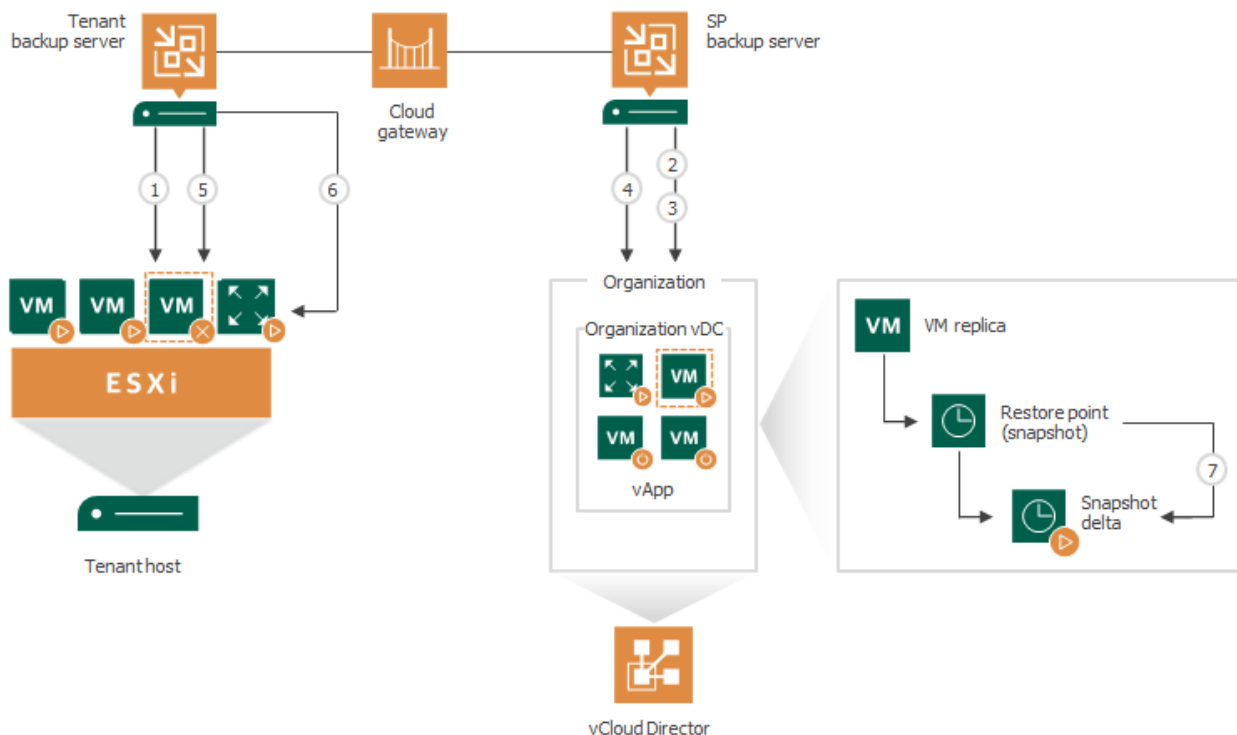 Tenant
backup server
SP
backup server
Cloud
gateway
1
5
6
4
2
3
VM
VM
VM
ESXi
Tenant host
Organization
Organization vDC
VM
VM
VM
vApp
vCloud Director
VM
VM replica
Restore point
(snapshot)
7
Snapshot
delta